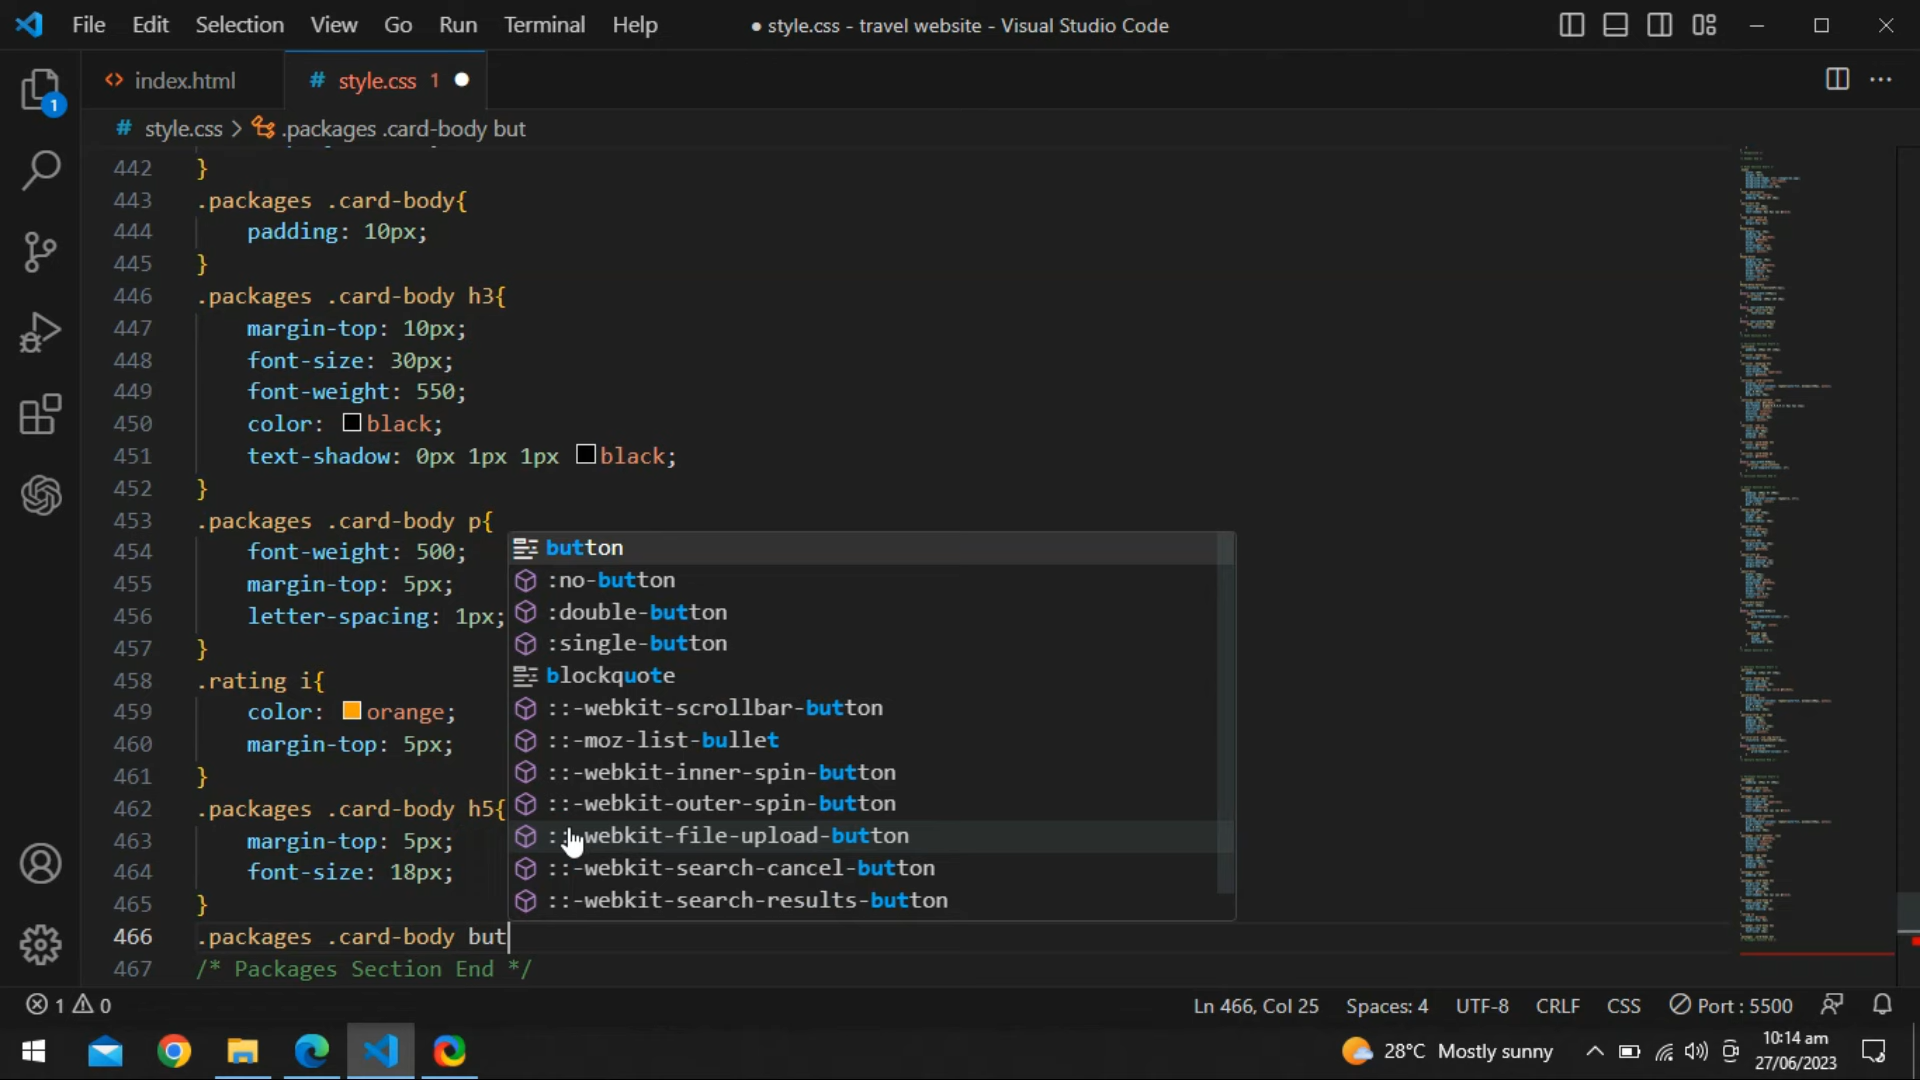 File Edit Selection View Go Run Terminal Help ● style.css - travel website - Visual Studio Code
<> index.html # style.css 1 ●
# style.css > .packages .card-body but
442 }
443 .packages .card-body{
444 padding: 10px;
445 }
446 .packages .card-body h3{
447 margin-top: 10px;
448 font-size: 30px;
449 font-weight: 550;
450 color: black;
451 text-shadow: 0px 1px 1px black;
452 }
453 .packages .card-body p{
454 font-weight: 500;
455 margin-top: 5px;
456 letter-spacing: 1px;
457 }
458 .rating i{
459 color: orange;
460 margin-top: 5px;
461 }
462 .packages .card-body h5{
463 margin-top: 5px;
464 font-size: 18px;
465 }
466 .packages .card-body but
467 /* Packages Section End */
button
:no-button
:double-button
:single-button
blockquote
::-webkit-scrollbar-button
::-moz-list-bullet
::-webkit-inner-spin-button
::-webkit-outer-spin-button
::-webkit-file-upload-button
::-webkit-search-cancel-button
::-webkit-search-results-button
1
1 0 Ln 466, Col 25 Spaces: 4 UTF-8 CRLF CSS Port : 5500
28°C Mostly sunny 10:14 am
27/06/2023